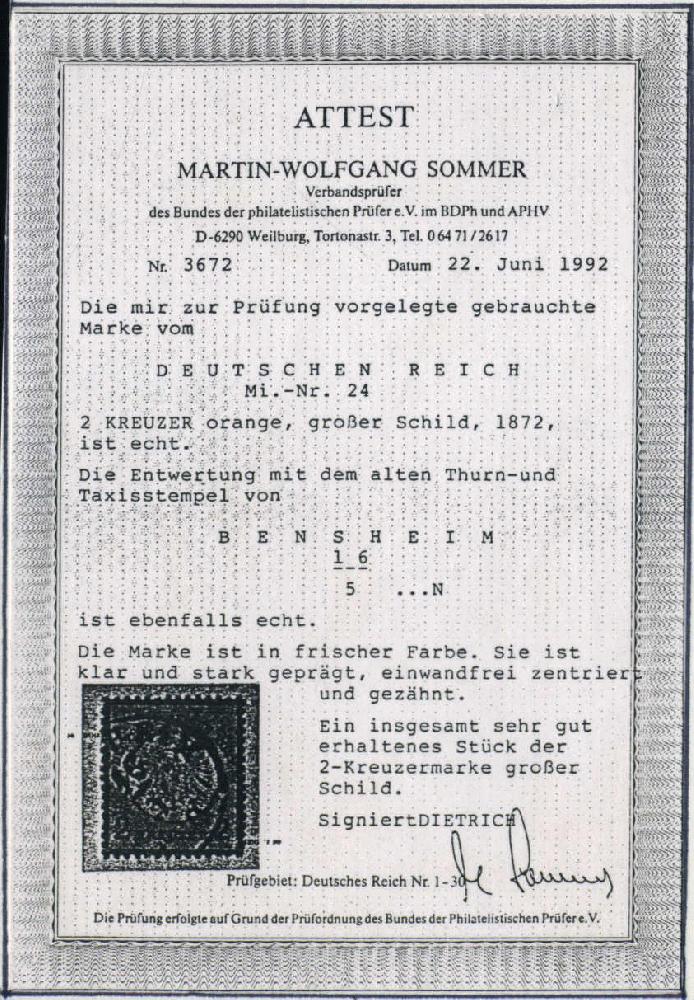 ATTEST
MARTIN-WOLFGANG SOMMER
Verbandsprüfer
des Bundes der philatelistischen Prüfer e.V. im BDPh und APHV
D-6290 Weilburg, Tortonastr. 3, Tel. 0 64 71 / 26 17
Nr. 3672 Datum 22. Juni 1992
Die mir zur Prüfung vorgelegte gebrauchte
Marke vom
D E U T S C H E N R E I C H
Mi.-Nr. 24
2 KREUZER orange, großer Schild, 1872,
ist echt.
Die Entwertung mit dem alten Thurn-und
Taxisstempel von
B E N S H E I M
1 6
5 ...N
ist ebenfalls echt.
Die Marke ist in frischer Farbe. Sie ist
klar und stark geprägt, einwandfrei zentriert
und gezähnt.
Ein insgesamt sehr gut
erhaltenes Stück der
2-Kreuzermarke großer
Schild.
SigniertDIETRICH
Prüfgebiet: Deutsches Reich Nr. 1-30
Die Prüfung erfolgte auf Grund der Prüfordnung des Bundes der Philatelistischen Prüfer e.V.